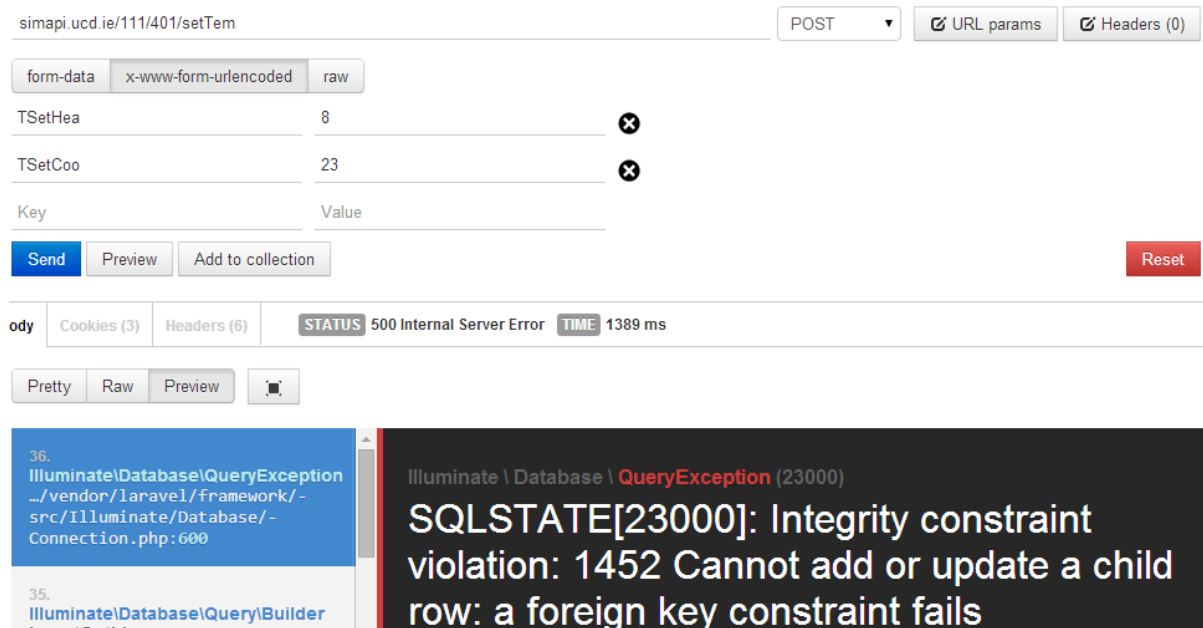 simapi.ucd.ie/111/401/setTem POST URL params Headers (0)
form-data x-www-form-urlencoded raw
TSetHea 8
TSetCoo 23
Key Value
Send Preview Add to collection Reset
ody Cookies (3) Headers (6) STATUS 500 Internal Server Error TIME 1389 ms
Pretty Raw Preview
36.
Illuminate\Database\QueryException
…/vendor/laravel/framework/-
src/Illuminate/Database/-
Connection.php:600
35.
Illuminate\Database\Query\Builder
Illuminate \ Database \ QueryException (23000)
SQLSTATE[23000]: Integrity constraint
violation: 1452 Cannot add or update a child
row: a foreign key constraint fails